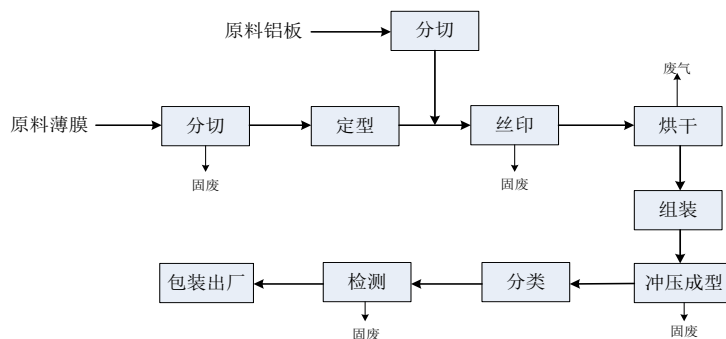 原料铝板
分切
废气
原料薄膜
分切
定型
丝印
烘干
固废
固废
组装
包装出厂
检测
分类
冲压成型
固废
固废